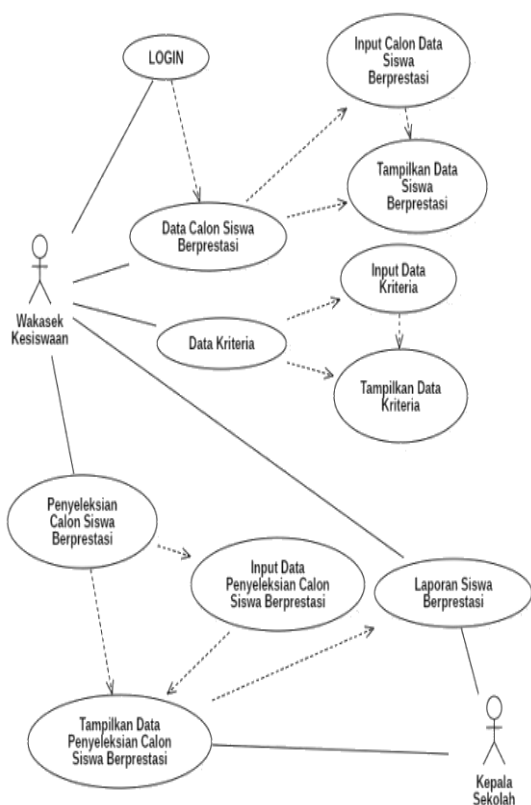 LOGIN
Input Calon Data
Siswa
Berprestasi
Tampilkan Data
Siswa
Berprestasi
Data Calon Siswa
Berprestasi
Input Data
Kriteria
Wakasek
Kesiswaan
Data Kriteria
Tampilkan Data
Kriteria
Penyeleksian
Calon Siswa
Berprestasi
Input Data
Penyeleksian Calon
Siswa Berprestasi
Laporan Siswa
Berprestasi
Tampilkan Data
Penyeleksian Calon
Siswa Berprestasi
Kepala
Sekolah